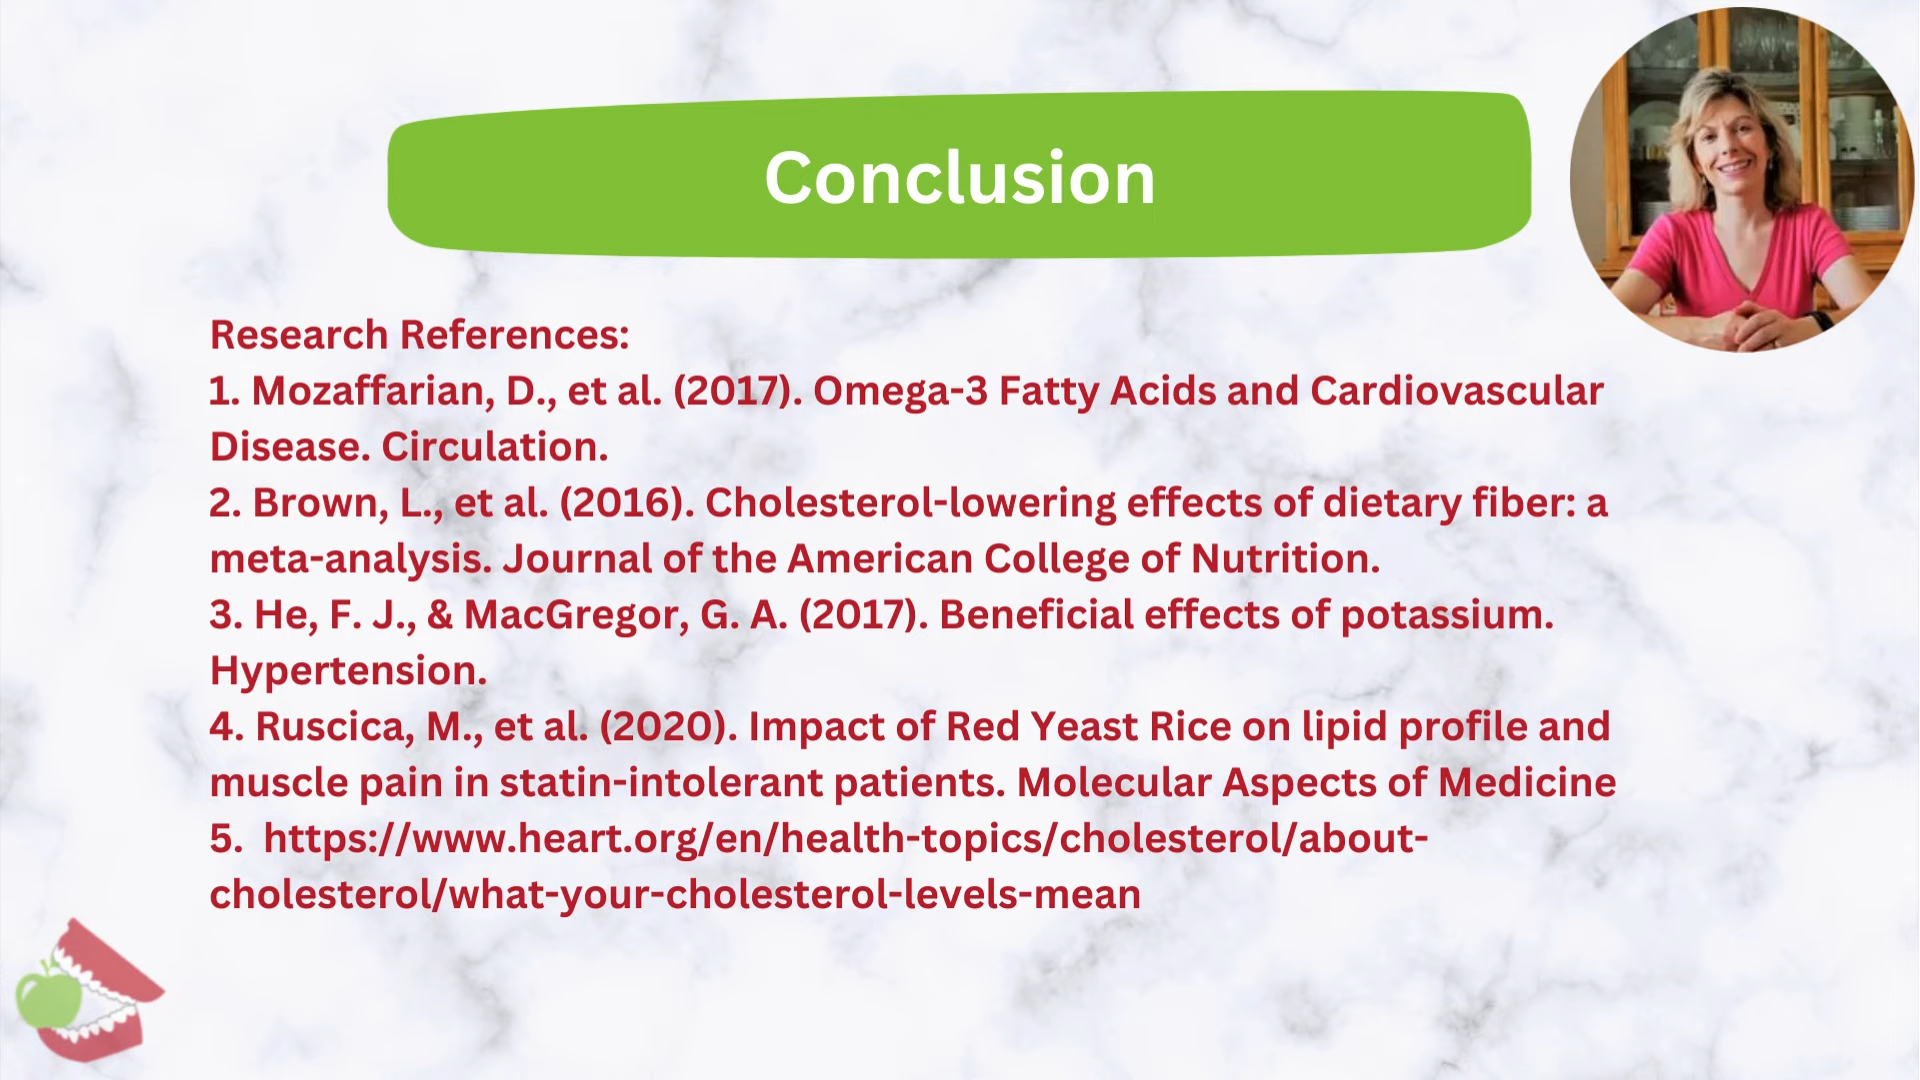 Conclusion
Research References:
1. Mozaffarian, D., et al. (2017). Omega-3 Fatty Acids and Cardiovascular
Disease. Circulation.
2. Brown, L., et al. (2016). Cholesterol-lowering effects of dietary fiber: a
meta-analysis. Journal of the American College of Nutrition.
3. He, F. J., & MacGregor, G. A. (2017). Beneficial effects of potassium.
Hypertension.
4. Ruscica, M., et al. (2020). Impact of Red Yeast Rice on lipid profile and
muscle pain in statin-intolerant patients. Molecular Aspects of Medicine
5.  https://www.heart.org/en/health-topics/cholesterol/about-
cholesterol/what-your-cholesterol-levels-mean